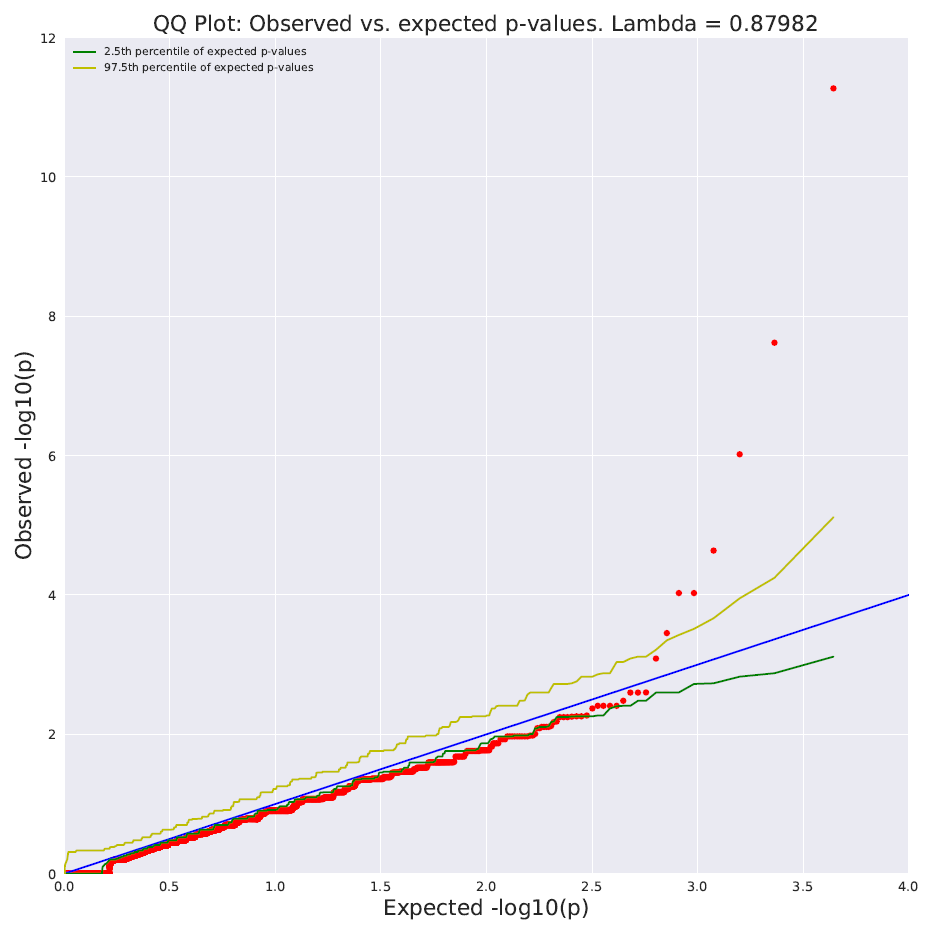 QQ Plot: Observed vs. expected p-values. Lambda = 0.87982
2.5th percentile of expected p-values
97.5th percentile of expected p-values
12
10
8
6
4
2
0
Observed -log10(p)
0.0 0.5 1.0 1.5 2.0 2.5 3.0 3.5 4.0
Expected -log10(p)